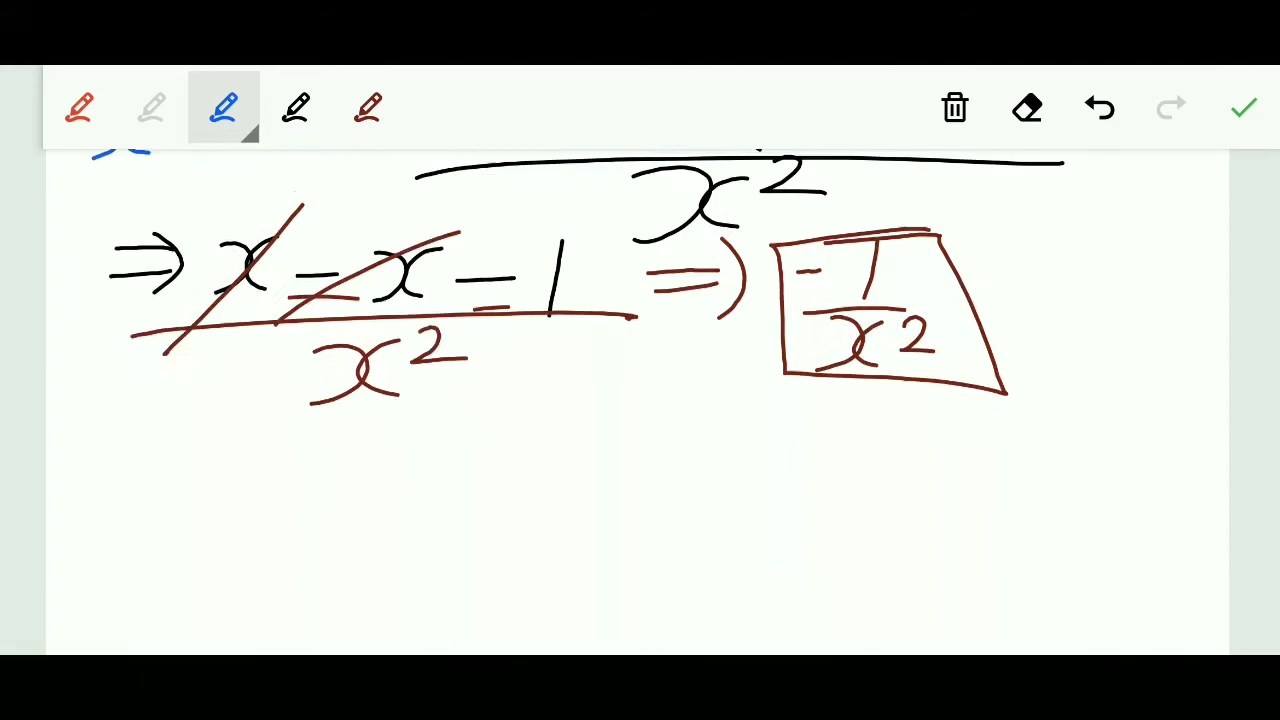 x²
⇒ x - x - 1 ⇒ - 1
x² x²